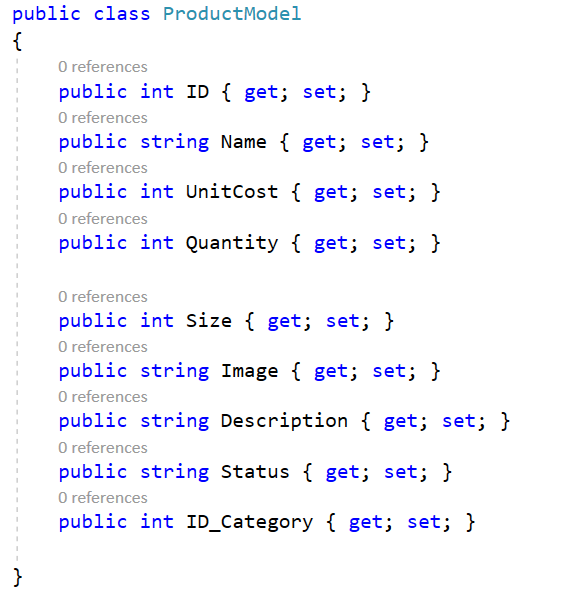 public class ProductModel
{
0 references
public int ID { get; set; }
0 references
public string Name { get; set; }
0 references
public int UnitCost { get; set; }
0 references
public int Quantity { get; set; }
0 references
public int Size { get; set; }
0 references
public string Image { get; set; }
0 references
public string Description { get; set; }
0 references
public string Status { get; set; }
0 references
public int ID_Category { get; set; }
}